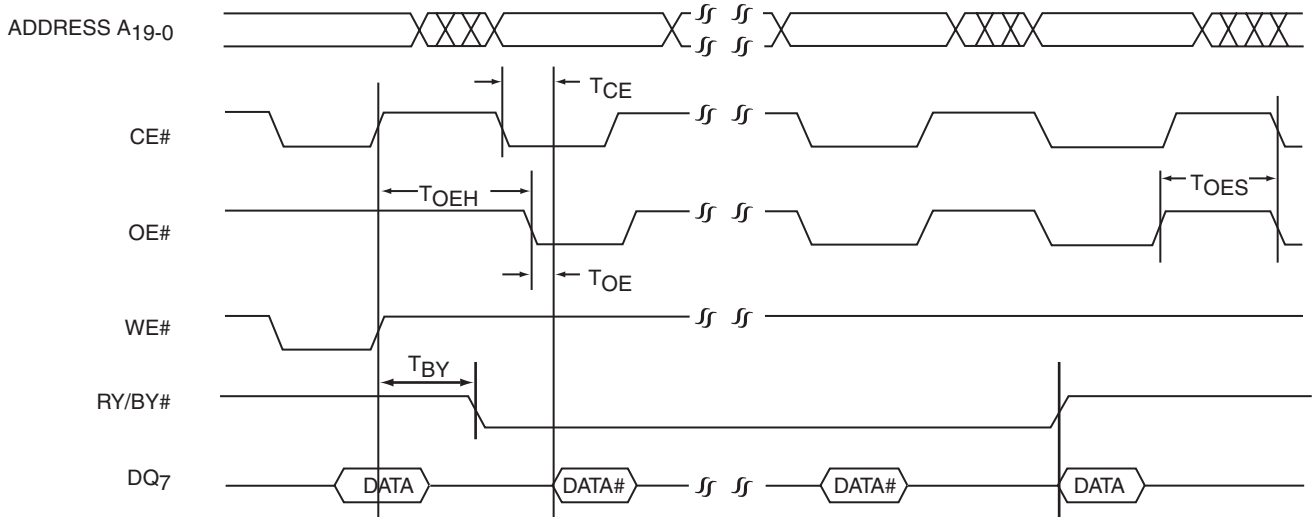 ADDRESS A19-0
TCE
CE#
TOEH
TOES
OE#
TOE
WE#
TBY
RY/BY#
DQ7
DATA
DATA#
DATA#
DATA